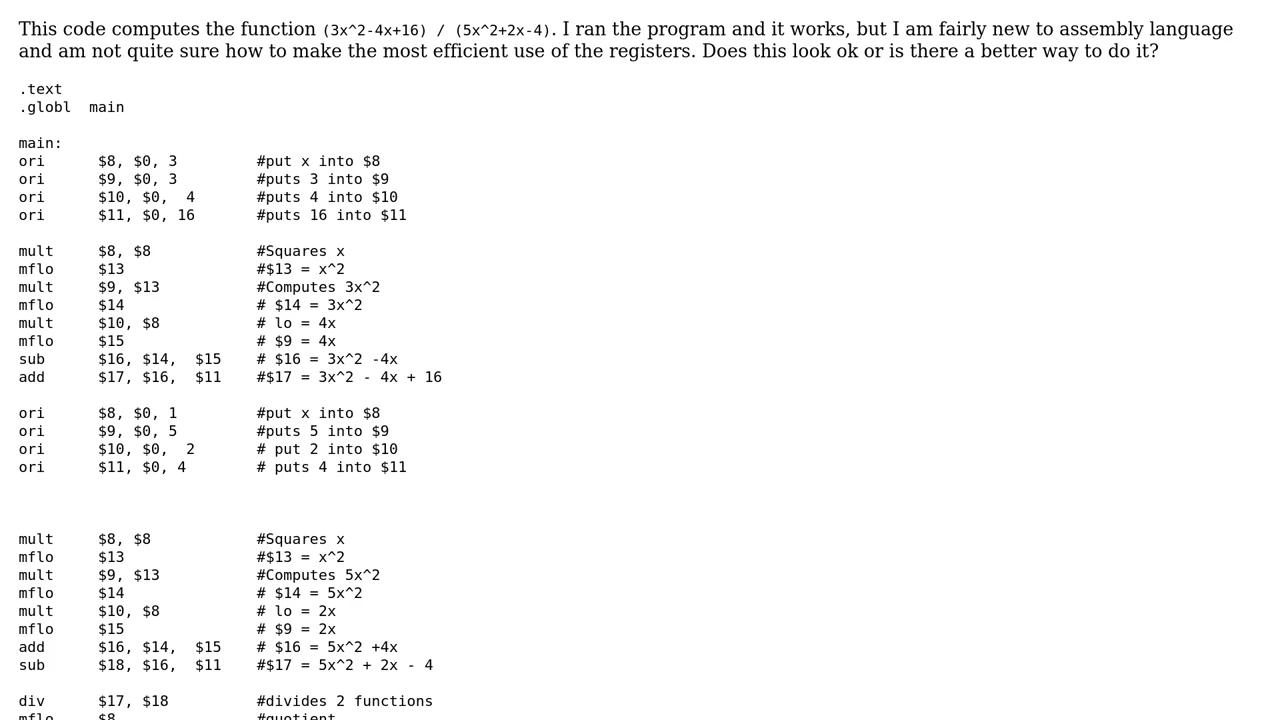 This code computes the function (3x^2-4x+16) / (5x^2+2x-4). I ran the program and it works, but I am fairly new to assembly language
and am not quite sure how to make the most efficient use of the registers. Does this look ok or is there a better way to do it?
.text
.globl  main
main:
ori      $8, $0, 3         #put x into $8
ori      $9, $0, 3         #puts 3 into $9
ori      $10, $0,  4       #puts 4 into $10
ori      $11, $0, 16       #puts 16 into $11
mult     $8, $8            #Squares x
mflo     $13               #$13 = x^2
mult     $9, $13           #Computes 3x^2
mflo     $14               # $14 = 3x^2
mult     $10, $8           # lo = 4x
mflo     $15               # $9 = 4x
sub      $16, $14,  $15    # $16 = 3x^2 -4x
add      $17, $16,  $11    #$17 = 3x^2 - 4x + 16
ori      $8, $0, 1         #put x into $8
ori      $9, $0, 5         #puts 5 into $9
ori      $10, $0,  2       # put 2 into $10
ori      $11, $0, 4        # puts 4 into $11
mult     $8, $8            #Squares x
mflo     $13               #$13 = x^2
mult     $9, $13           #Computes 5x^2
mflo     $14               # $14 = 5x^2
mult     $10, $8           # lo = 2x
mflo     $15               # $9 = 2x
add      $16, $14,  $15    # $16 = 5x^2 +4x
sub      $18, $16,  $11    #$17 = 5x^2 + 2x - 4
div      $17, $18          #divides 2 functions
mflo     $8                #quotient